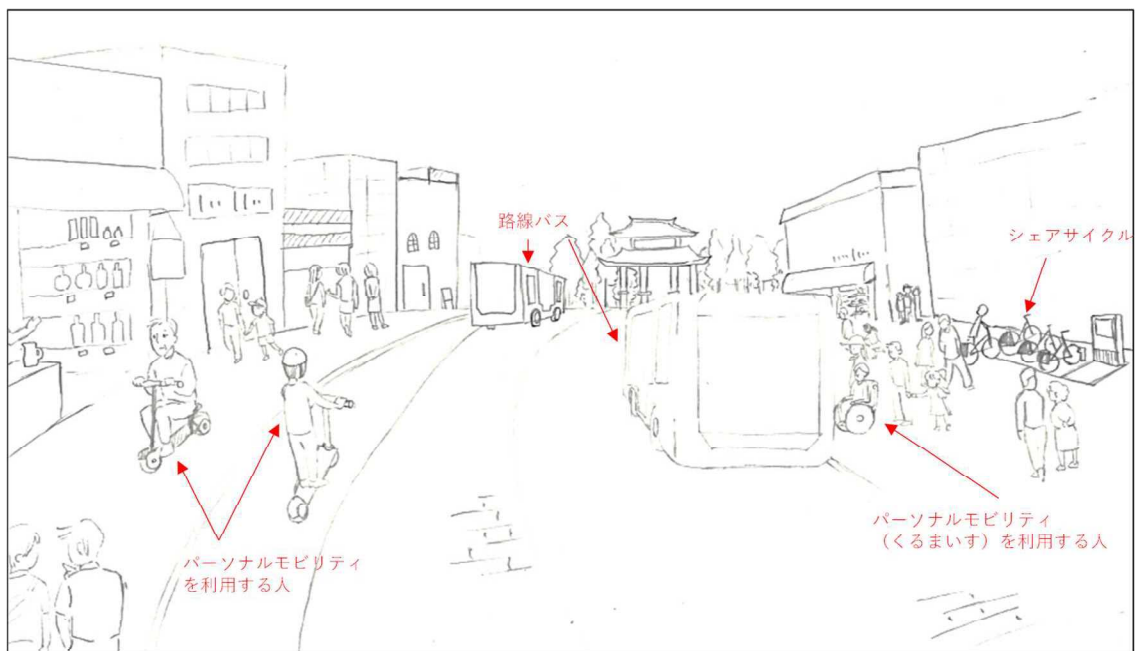 路線バス
シェアサイクル
パーソナルモビリティ
を利用する人
パーソナルモビリティ
（くるまいす）を利用する人